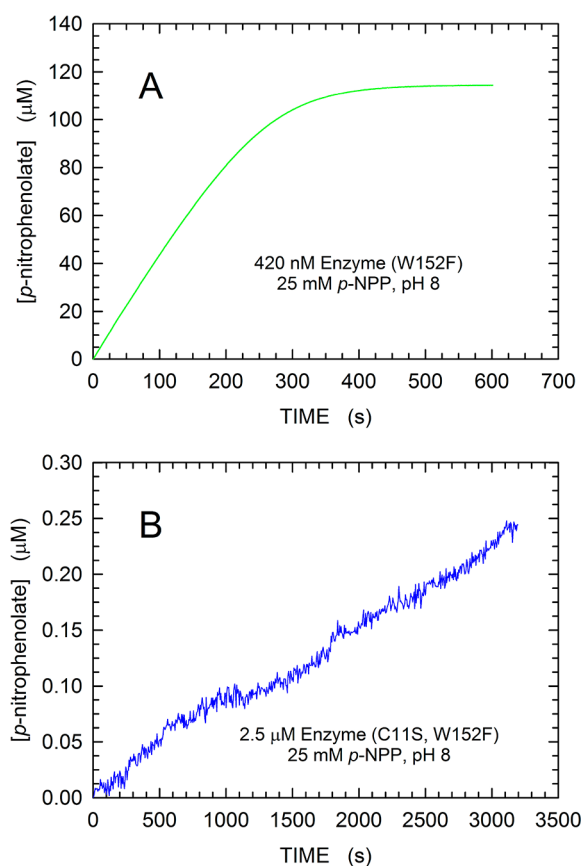 140
120
100
80
60
40
20
0
[p-nitrophenolate] (μM)
A
420 nM Enzyme (W152F)
25 mM p-NPP, pH 8
0 100 200 300 400 500 600 700
TIME (s)
0.30
0.25
0.20
0.15
0.10
0.05
0.00
[p-nitrophenolate] (μM)
B
2.5 μM Enzyme (C11S, W152F)
25 mM p-NPP, pH 8
0 500 1000 1500 2000 2500 3000 3500
TIME (s)